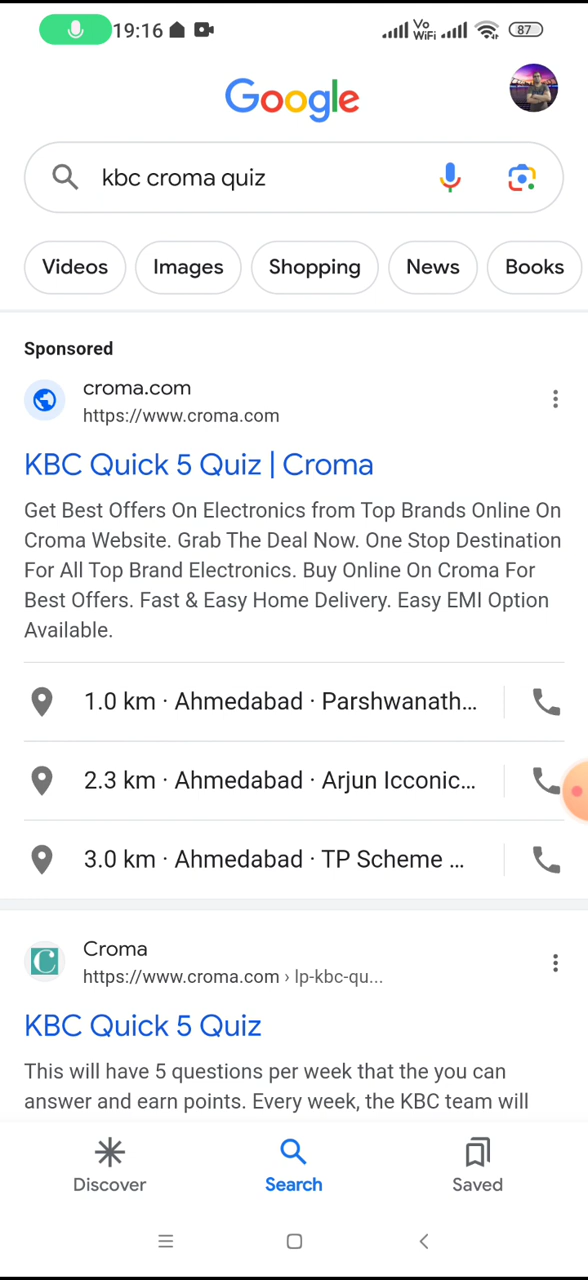 19:16
Vo
WiFi
87
Google
kbc croma quiz
Videos
Images
Shopping
News
Books
Sponsored
croma.com
https://www.croma.com
KBC Quick 5 Quiz | Croma
Get Best Offers On Electronics from Top Brands Online On
Croma Website. Grab The Deal Now. One Stop Destination
For All Top Brand Electronics. Buy Online On Croma For
Best Offers. Fast & Easy Home Delivery. Easy EMI Option
Available.
1.0 km · Ahmedabad · Parshwanath...
2.3 km · Ahmedabad · Arjun Icconic...
3.0 km · Ahmedabad · TP Scheme ...
C
Croma
https://www.croma.com › lp-kbc-qu...
KBC Quick 5 Quiz
This will have 5 questions per week that the you can
answer and earn points. Every week, the KBC team will
Discover
Search
Saved